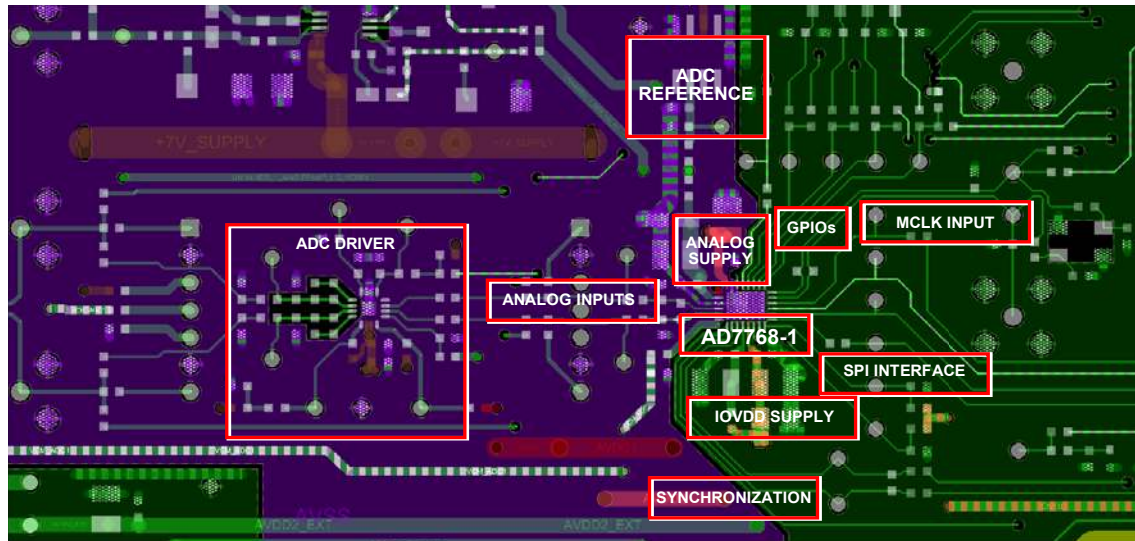 ADC
REFERENCE
+7V_SUPPLY
GPIOs
MCLK INPUT
ADC DRIVER
ANALOG
SUPPLY
ANALOG INPUTS
AD7768-1
SPI INTERFACE
IOVDD SUPPLY
SYNCHRONIZATION
AVSS
AVDD2_EXT
AVDD2_EXT